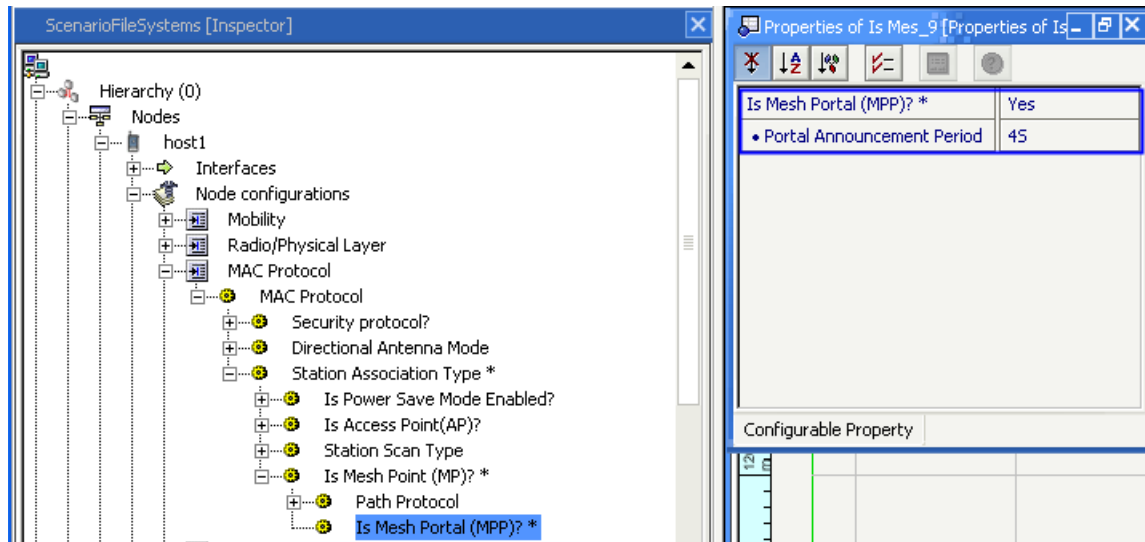 ScenarioFileSystems [Inspector]
Hierarchy (0)
Nodes
host1
Interfaces
Node configurations
Mobility
Radio/Physical Layer
MAC Protocol
MAC Protocol
Security protocol?
Directional Antenna Mode
Station Association Type *
Is Power Save Mode Enabled?
Is Access Point(AP)?
Station Scan Type
Is Mesh Point (MP)? *
Path Protocol
Is Mesh Portal (MPP)? *
Properties of Is Mes_9 [Properties of Is
Is Mesh Portal (MPP)? * Yes
• Portal Announcement Period 4S
Configurable Property